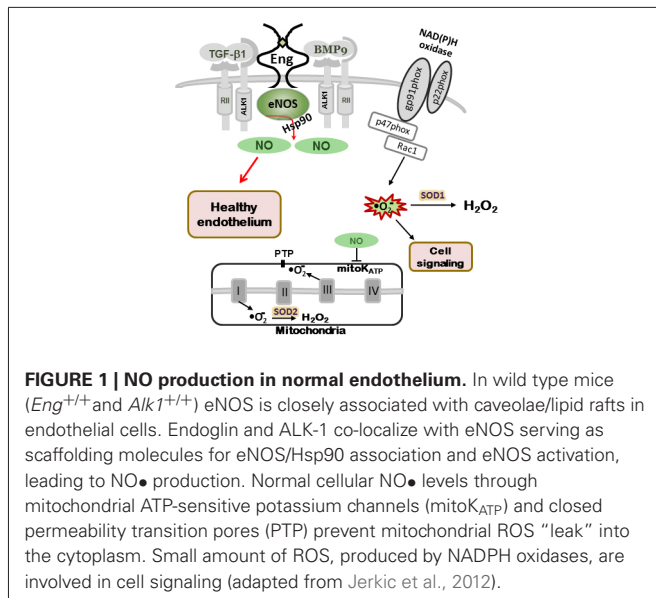 NAD(P)H
oxidase
TGF-β1
Eng
BMP9
gp91phox
p22phox
RII
ALK1
eNOS
ALK1
RII
Hsp90
p47phox
Rac1
NO
NO
Healthy
endothelium
•O₂⁻
SOD1
H₂O₂
NO
Cell
signaling
PTP
•O₂⁻
mitoK_ATP
I
II
III
IV
•O₂⁻
SOD2
H₂O₂
Mitochondria
FIGURE 1 | NO production in normal endothelium. In wild type mice
(Eng+/+and Alk1+/+) eNOS is closely associated with caveolae/lipid rafts in
endothelial cells. Endoglin and ALK-1 co-localize with eNOS serving as
scaffolding molecules for eNOS/Hsp90 association and eNOS activation,
leading to NO● production. Normal cellular NO● levels through
mitochondrial ATP-sensitive potassium channels (mitoK_ATP) and closed
permeability transition pores (PTP) prevent mitochondrial ROS “leak” into
the cytoplasm. Small amount of ROS, produced by NADPH oxidases, are
involved in cell signaling (adapted from Jerkic et al., 2012).